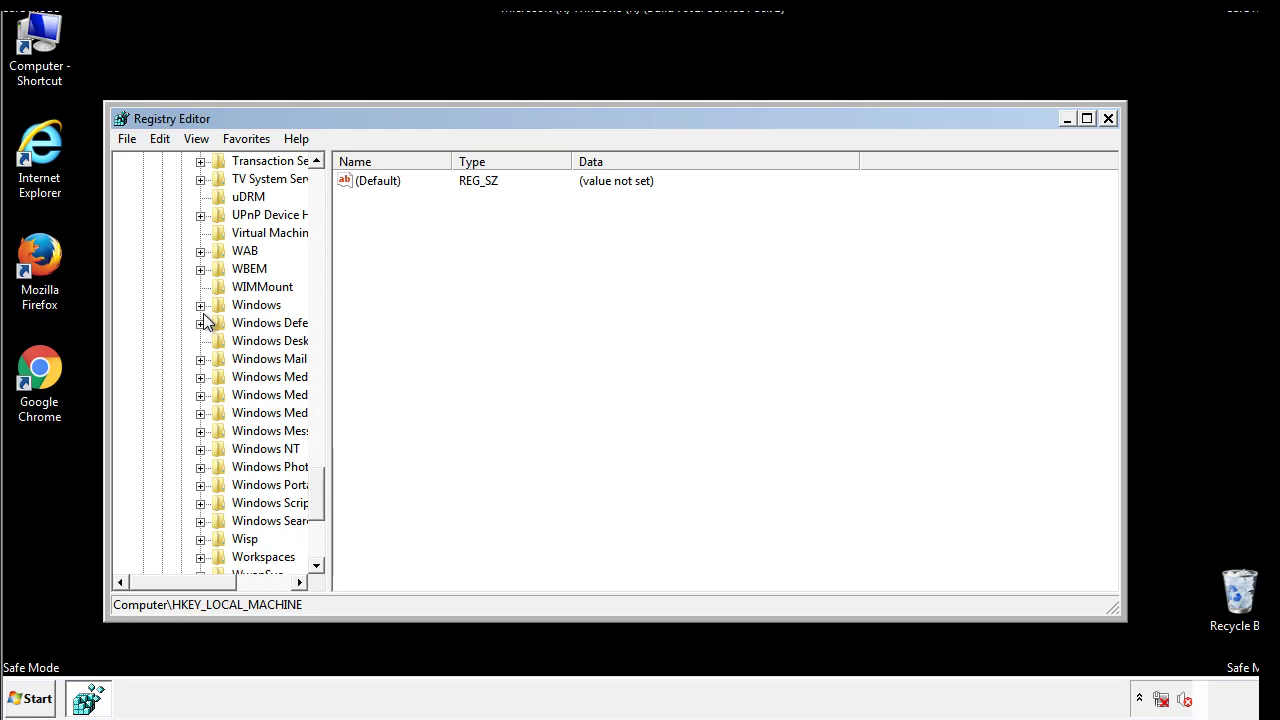 Computer -
Shortcut
Internet
Explorer
Mozilla
Firefox
Google
Chrome
Registry Editor
File Edit View Favorites Help
Transaction Se
TV System Serv
uDRM
UPnP Device H
Virtual Machin
WAB
WBEM
WIMMount
Windows
Windows Defe
Windows Desk
Windows Mail
Windows Med
Windows Med
Windows Med
Windows Mess
Windows NT
Windows Phot
Windows Porta
Windows Scrip
Windows Sear
Wisp
Workspaces
Name Type Data
ab (Default) REG_SZ (value not set)
Computer\HKEY_LOCAL_MACHINE
Recycle B
Safe Mode Safe M
Start